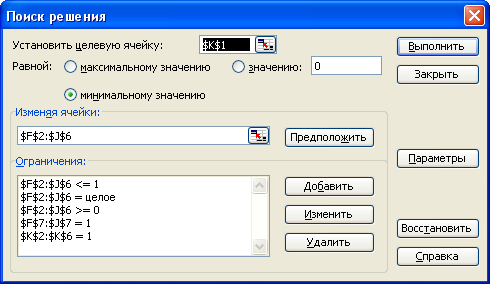 Поиск решения
Установить целевую ячейку: $K$1 Выполнить
Равной: максимальному значению значению: 0 Закрыть
минимальному значению
Изменяя ячейки:
$F$2:$J$6 Предположить
Ограничения: Параметры
$F$2:$J$6 <= 1 Добавить
$F$2:$J$6 = целое
$F$2:$J$6 >= 0 Изменить
$F$7:$J$7 = 1 Восстановить
$K$2:$K$6 = 1 Удалить
Справка